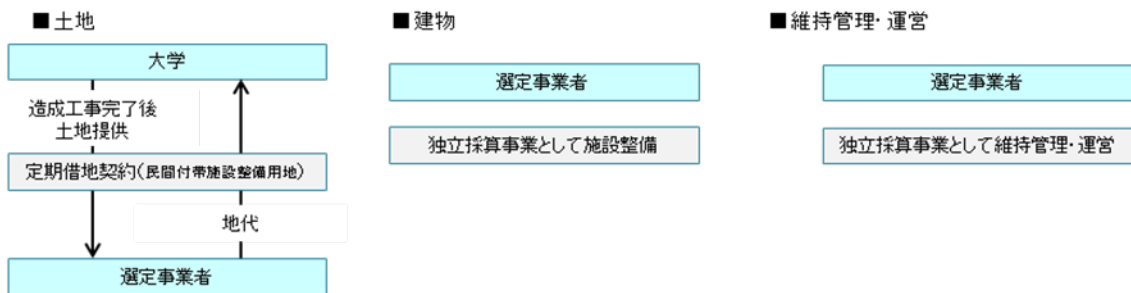 ■土地
大学
造成工事完了後
土地提供
定期借地契約(民間付帯施設整備用地)
地代
選定事業者
■建物
選定事業者
独立採算事業として施設整備
■維持管理・運営
選定事業者
独立採算事業として維持管理・運営